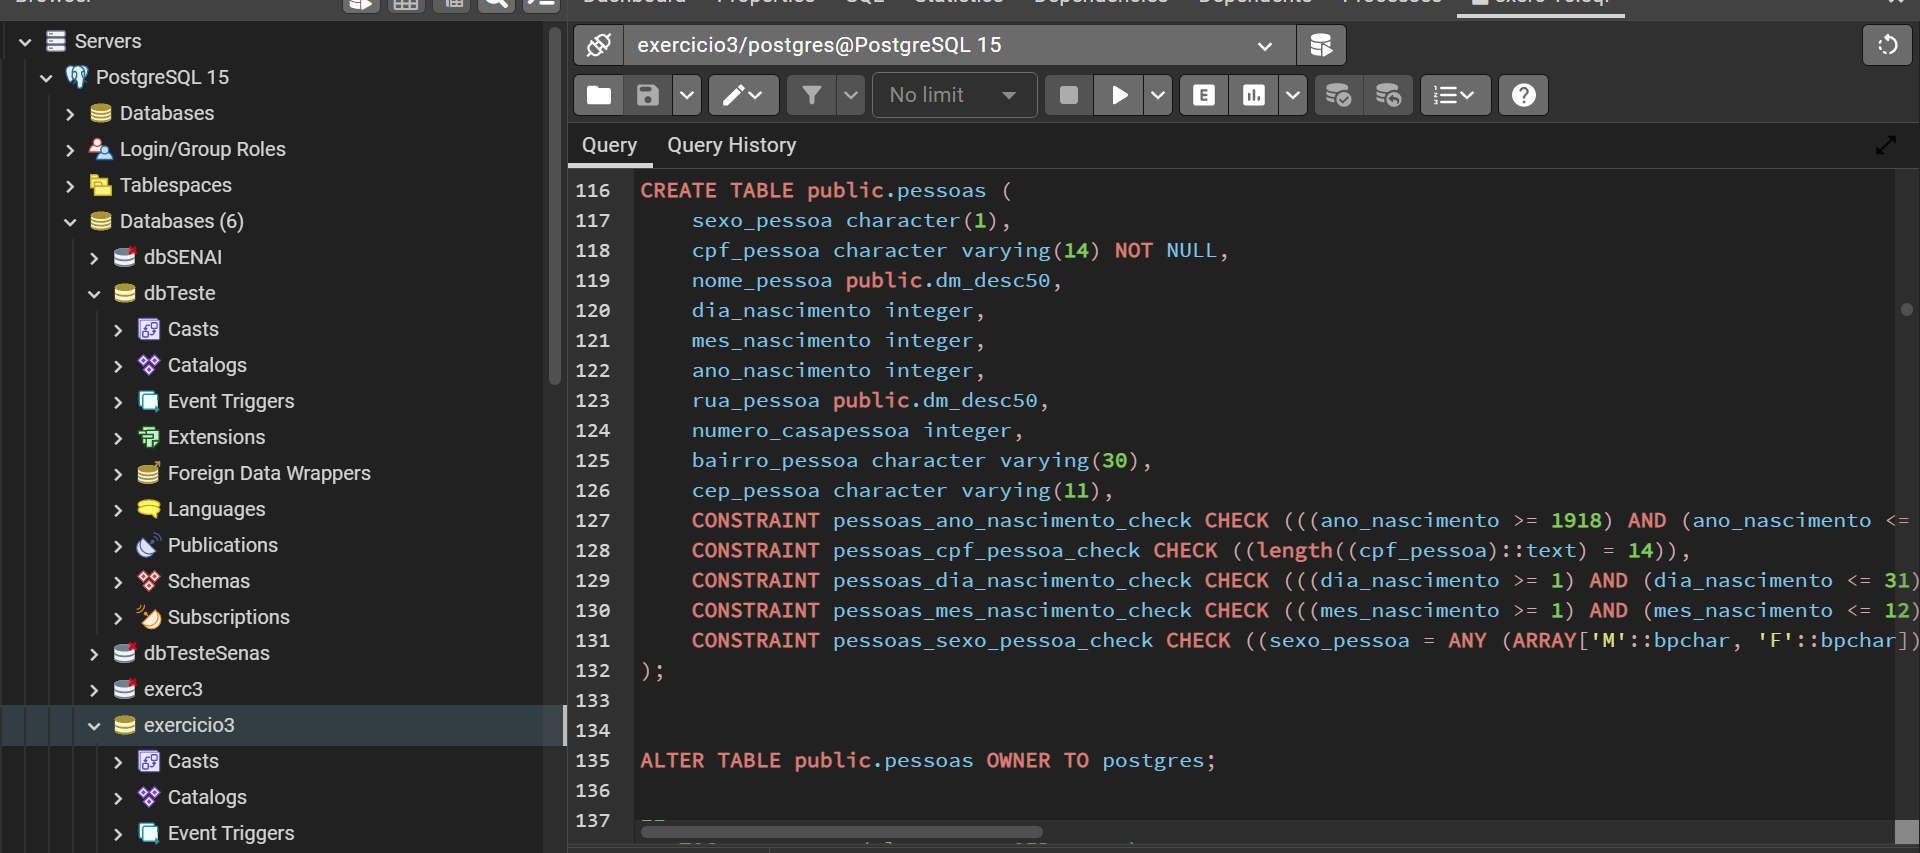 Servers
PostgreSQL 15
Databases
Login/Group Roles
Tablespaces
Databases (6)
dbSENAI
dbTeste
Casts
Catalogs
Event Triggers
Extensions
Foreign Data Wrappers
Languages
Publications
Schemas
Subscriptions
dbTesteSenas
exerc3
exercicio3
Casts
Catalogs
Event Triggers
exercicio3/postgres@PostgreSQL 15
No limit
E
Query Query History
116 CREATE TABLE public.pessoas (
117 sexo_pessoa character(1),
118 cpf_pessoa character varying(14) NOT NULL,
119 nome_pessoa public.dm_desc50,
120 dia_nascimento integer,
121 mes_nascimento integer,
122 ano_nascimento integer,
123 rua_pessoa public.dm_desc50,
124 numero_casapessoa integer,
125 bairro_pessoa character varying(30),
126 cep_pessoa character varying(11),
127 CONSTRAINT pessoas_ano_nascimento_check CHECK (((ano_nascimento >= 1918) AND (ano_nascimento <=
128 CONSTRAINT pessoas_cpf_pessoa_check CHECK ((length((cpf_pessoa)::text) = 14)),
129 CONSTRAINT pessoas_dia_nascimento_check CHECK (((dia_nascimento >= 1) AND (dia_nascimento <= 31)
130 CONSTRAINT pessoas_mes_nascimento_check CHECK (((mes_nascimento >= 1) AND (mes_nascimento <= 12)
131 CONSTRAINT pessoas_sexo_pessoa_check CHECK ((sexo_pessoa = ANY (ARRAY['M'::bpchar, 'F'::bpchar])
132 );
133
134
135 ALTER TABLE public.pessoas OWNER TO postgres;
136
137 --